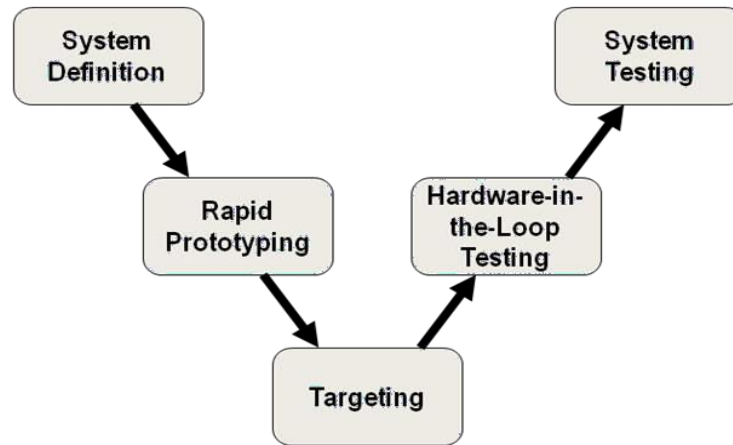 System
Definition
System
Testing
Rapid
Prototyping
Hardware-in-
the-Loop
Testing
Targeting